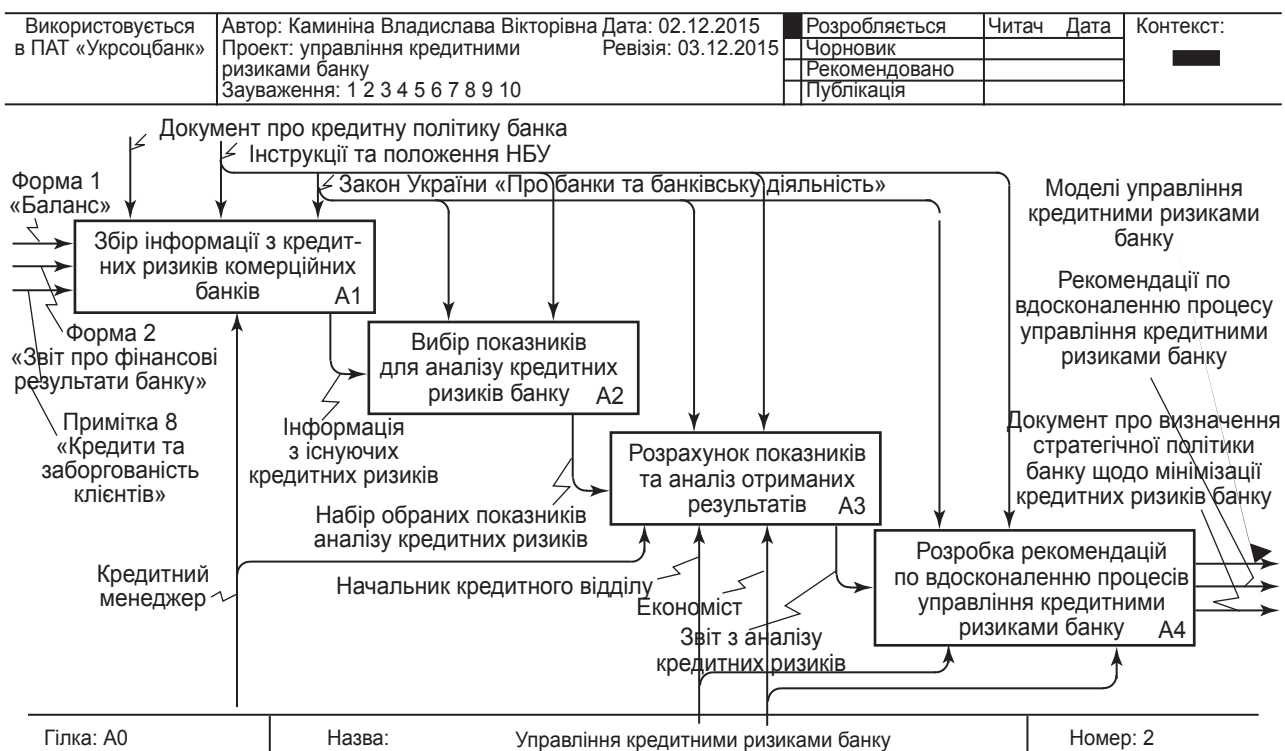 Використовується
в ПАТ «Укрсоцбанк»
Автор: Каминіна Владислава Вікторівна Дата: 02.12.2015
Проект: управління кредитними Ревізія: 03.12.2015
ризиками банку
Зауваження: 1 2 3 4 5 6 7 8 9 10
Розробляється
Чорновик
Рекомендовано
Публікація
Читач Дата
Контекст:
Документ про кредитну політику банка
Інструкції та положення НБУ
Закон України «Про банки та банківську діяльність»
Форма 1
«Баланс»
Збір інформації з кредит-
них ризиків комерційних
банків
А1
Форма 2
«Звіт про фінансові
результати банку»
Примітка 8
«Кредити та
заборгованість
клієнтів»
Вибір показників
для аналізу кредитних
ризиків банку А2
Інформація
з існуючих
кредитних ризиків
Набір обраних показників
аналізу кредитних ризиків
Розрахунок показників
та аналіз отриманих
результатів А3
Моделі управління
кредитними ризиками
банку
Рекомендації по
вдосконаленню процесу
управління кредитними
ризиками банку
Документ про визначення
стратегічної політики
банку щодо мінімізації
кредитних ризиків банку
Кредитний
менеджер
Начальник кредитного відділу
Економіст
Звіт з аналізу
кредитних ризиків
Розробка рекомендацій
по вдосконаленню процесів
управління кредитними
ризиками банку А4
Гілка: А0
Назва: Управління кредитними ризиками банку
Номер: 2